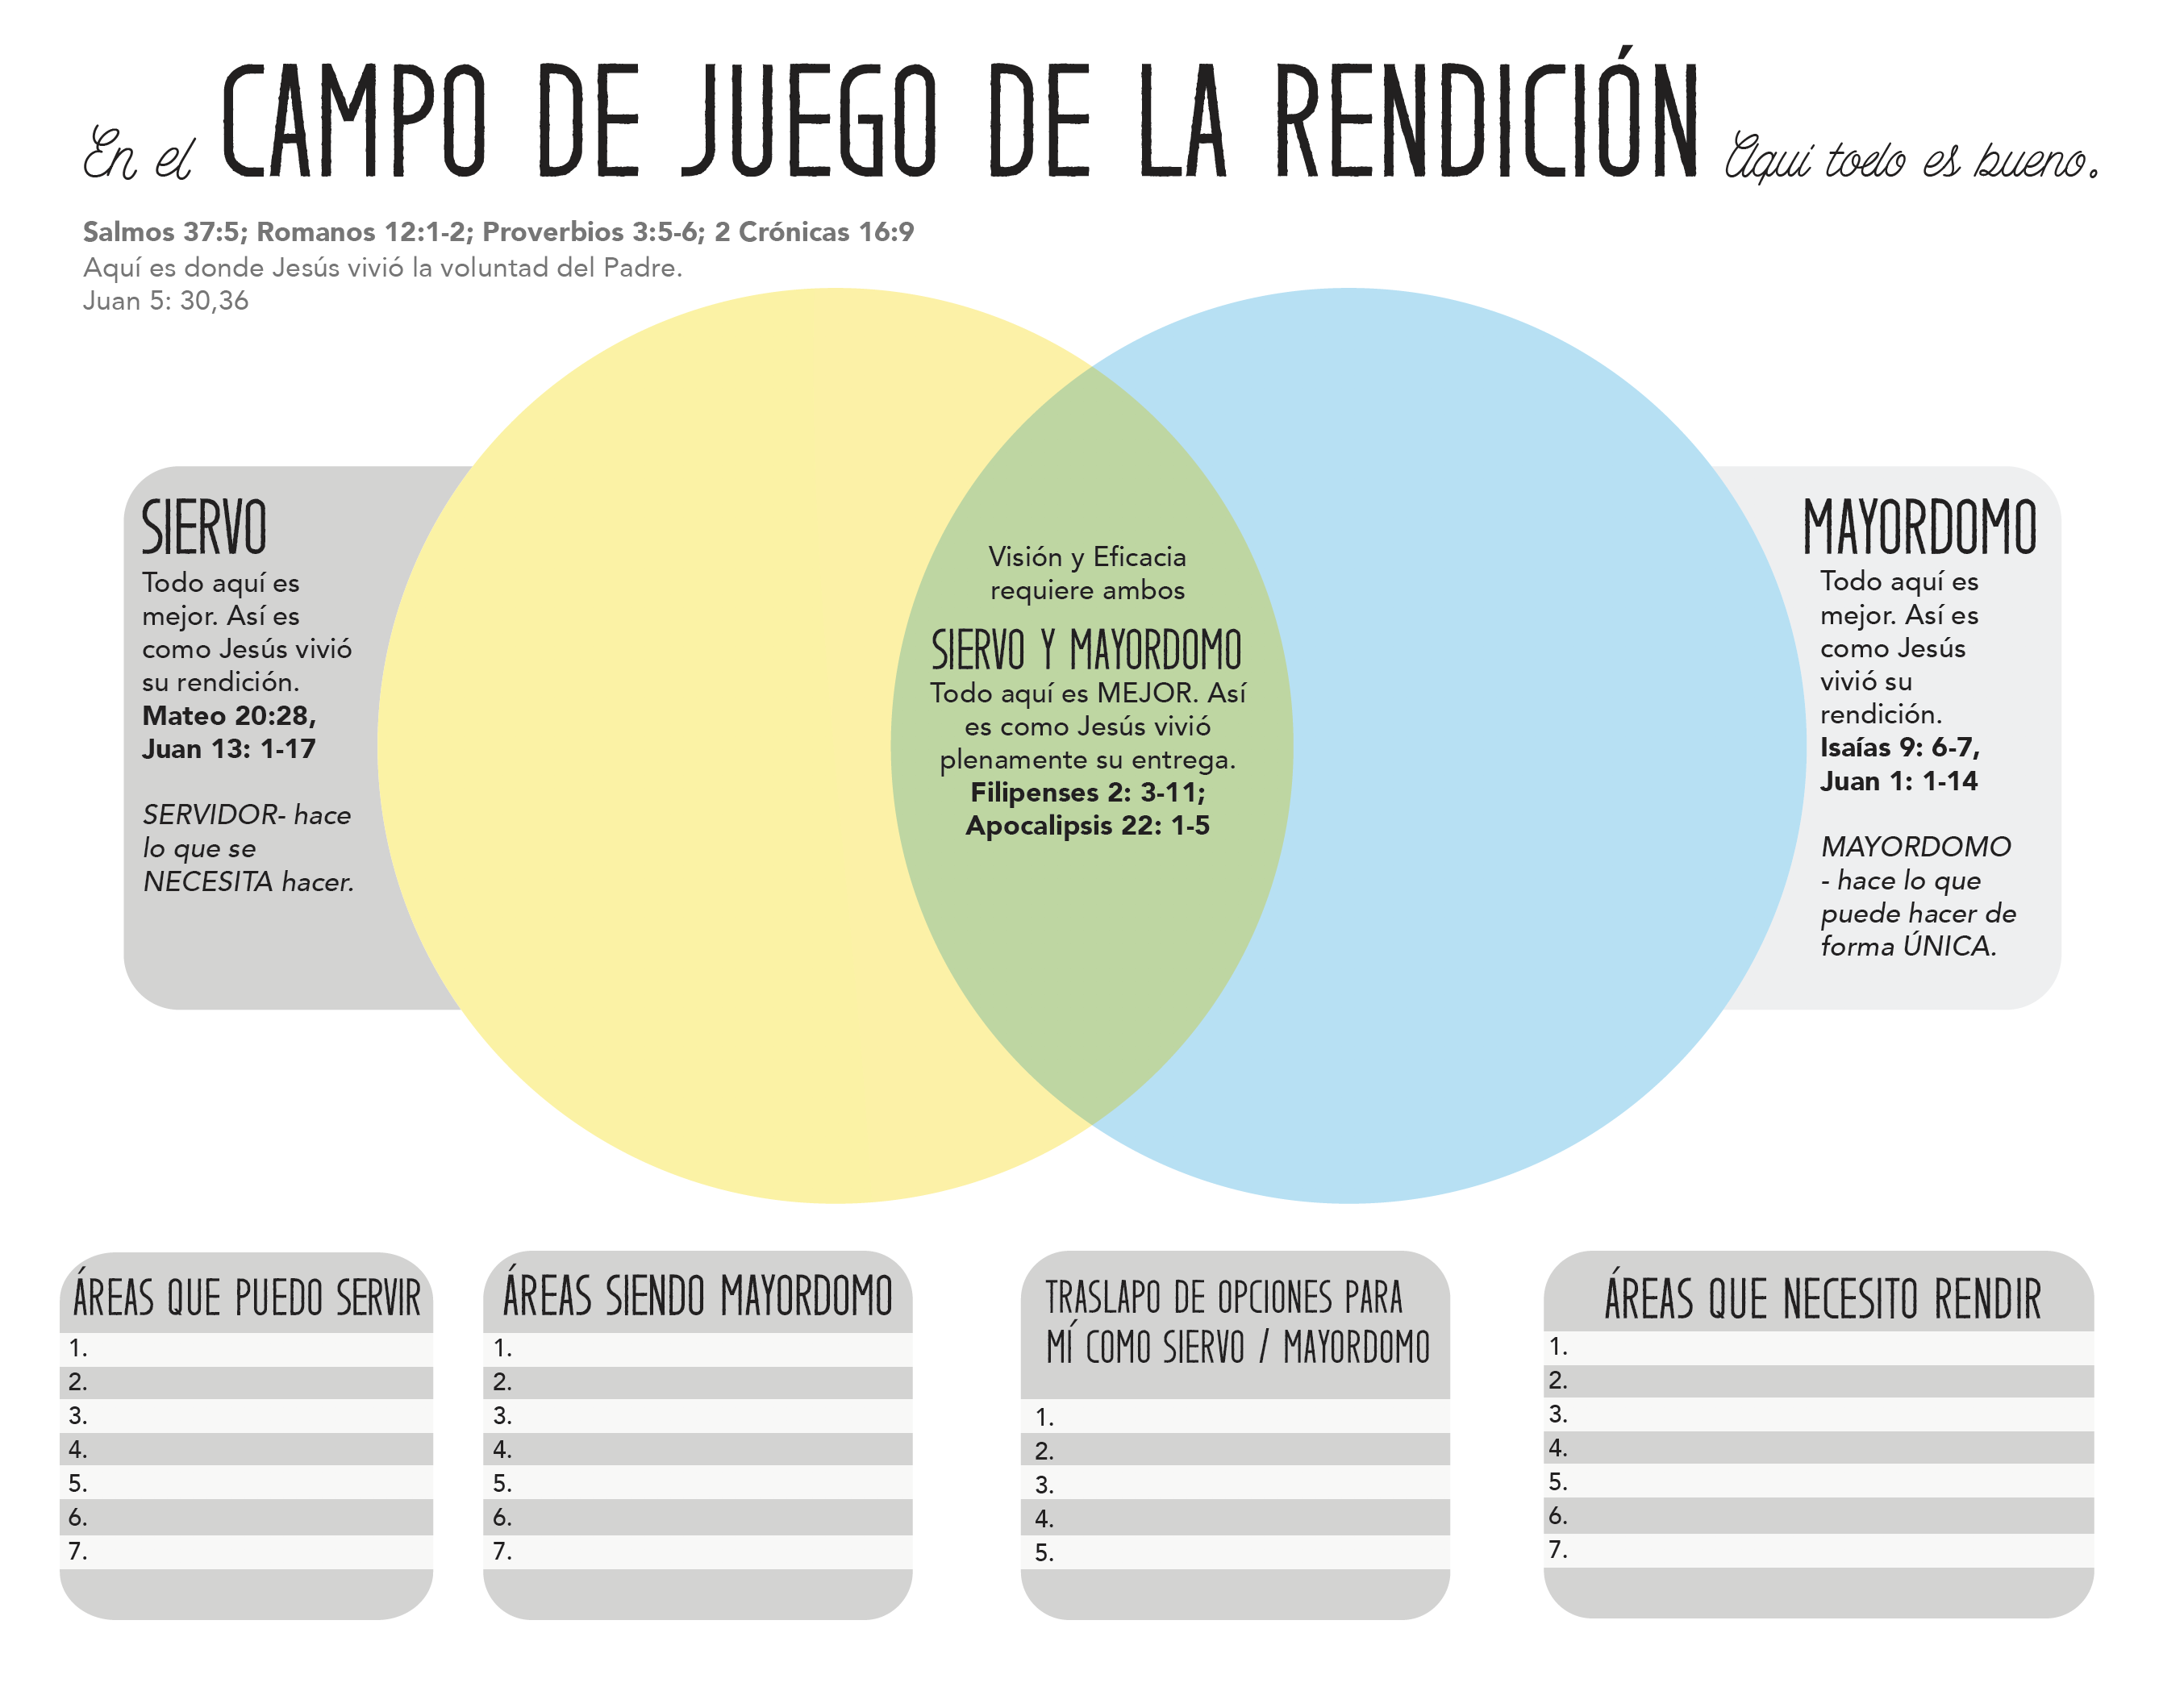 En el CAMPO DE JUEGO DE LA RENDICIÓN Aqui todo es bueno.
Salmos 37:5; Romanos 12:1-2; Proverbios 3:5-6; 2 Crónicas 16:9
Aquí es donde Jesús vivió la voluntad del Padre.
Juan 5: 30,36
SIERVO
Todo aquí es
mejor. Así es
como Jesús vivió
su rendición.
Mateo 20:28,
Juan 13: 1-17
SERVIDOR- hace
lo que se
NECESITA hacer.
Visión y Eficacia
requiere ambos
SIERVO Y MAYORDOMO
Todo aquí es MEJOR. Así
es como Jesús vivió
plenamente su entrega.
Filipenses 2: 3-11;
Apocalipsis 22: 1-5
MAYORDOMO
Todo aquí es
mejor. Así es
como Jesús
vivió su
rendición.
Isaías 9: 6-7,
Juan 1: 1-14
MAYORDOMO
- hace lo que
puede hacer de
forma ÚNICA.
ÁREAS QUE PUEDO SERVIR
1.
2.
3.
4.
5.
6.
7.
ÁREAS SIENDO MAYORDOMO
1.
2.
3.
4.
5.
6.
7.
TRASLAPO DE OPCIONES PARA
MÍ COMO SIERVO / MAYORDOMO
1.
2.
3.
4.
5.
ÁREAS QUE NECESITO RENDIR
1.
2.
3.
4.
5.
6.
7.